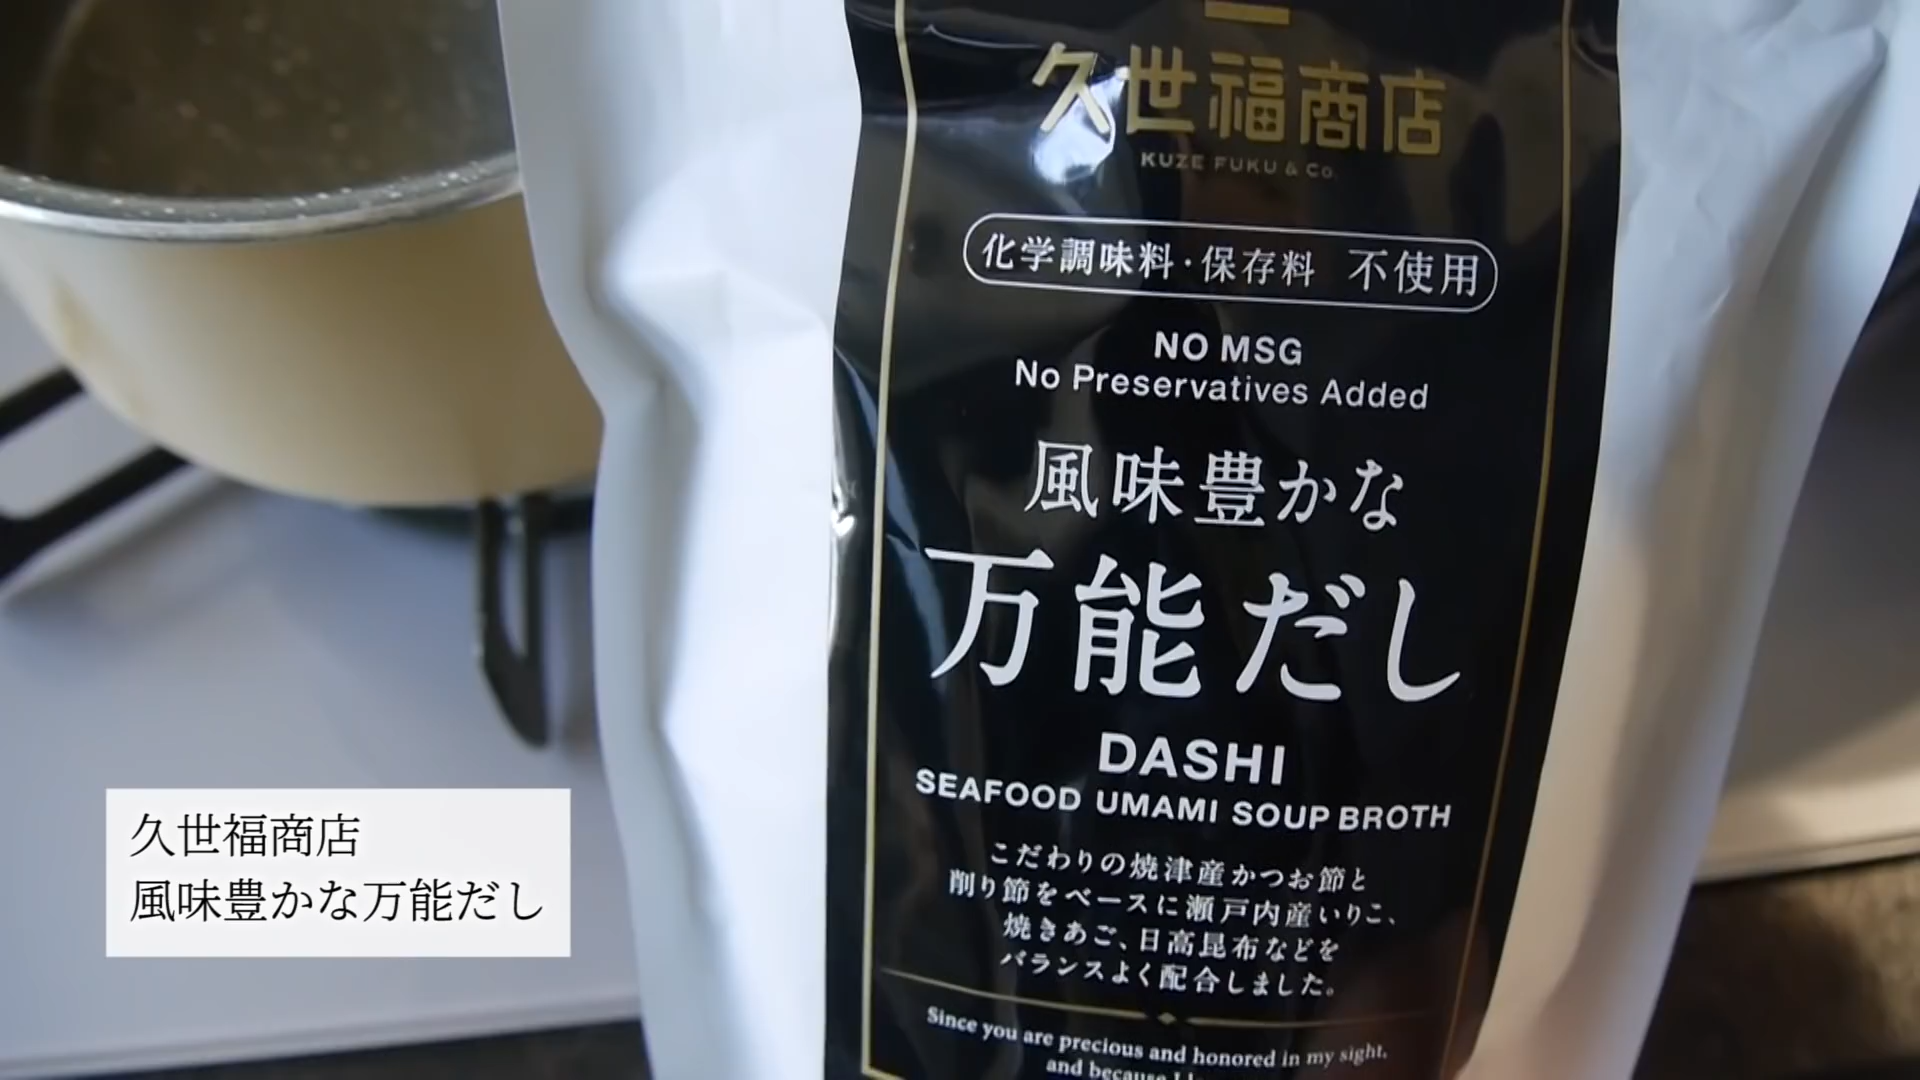 久世福商店
KUZE FUKU & Co.
化学調味料・保存料 不使用
NO MSG
No Preservatives Added
風味豊かな
万能だし
DASHI
SEAFOOD UMAMI SOUP BROTH
こだわりの焼津産かつお節と
削り節をベースに瀬戸内産いりこ、
焼きあご、日高昆布などを
バランスよく配合しました。
Since you are precious and honored in my sight,
and because I
久世福商店
風味豊かな万能だし